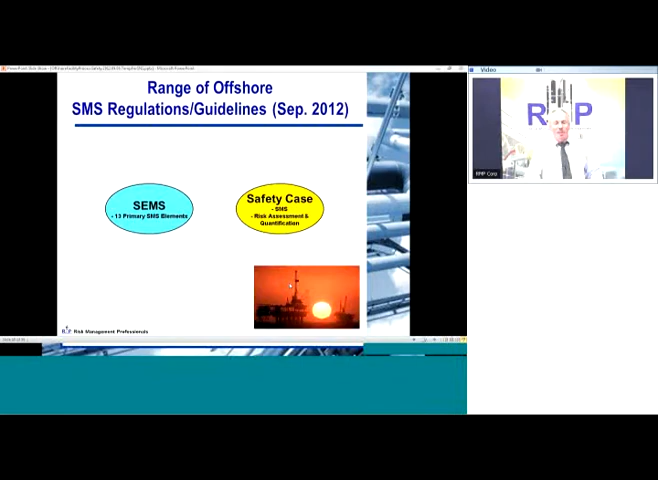 Video
Range of Offshore
SMS Regulations/Guidelines (Sep. 2012)
SEMS
- 13 Primary SMS Elements
Safety Case
- SMS
- Risk Assessment &
Quantification
Risk Management Professionals
RMP Corp